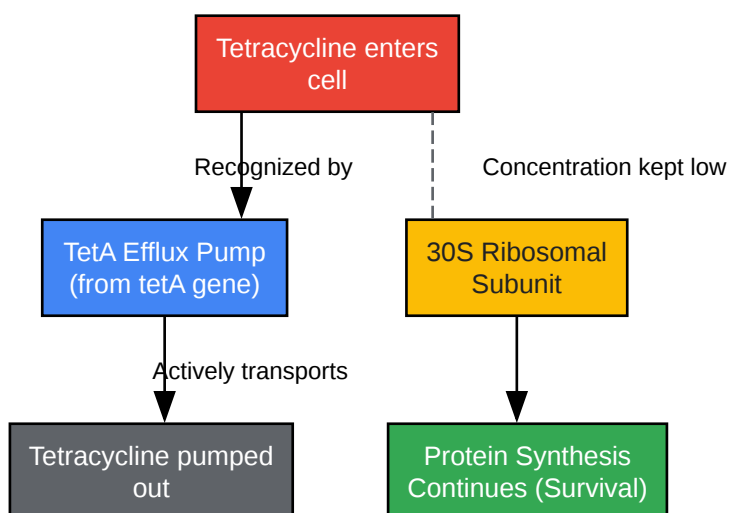 Tetracycline enters
cell
Recognized by
Concentration kept low
TetA Efflux Pump
(from tetA gene)
30S Ribosomal
Subunit
Actively transports
Tetracycline pumped
out
Protein Synthesis
Continues (Survival)